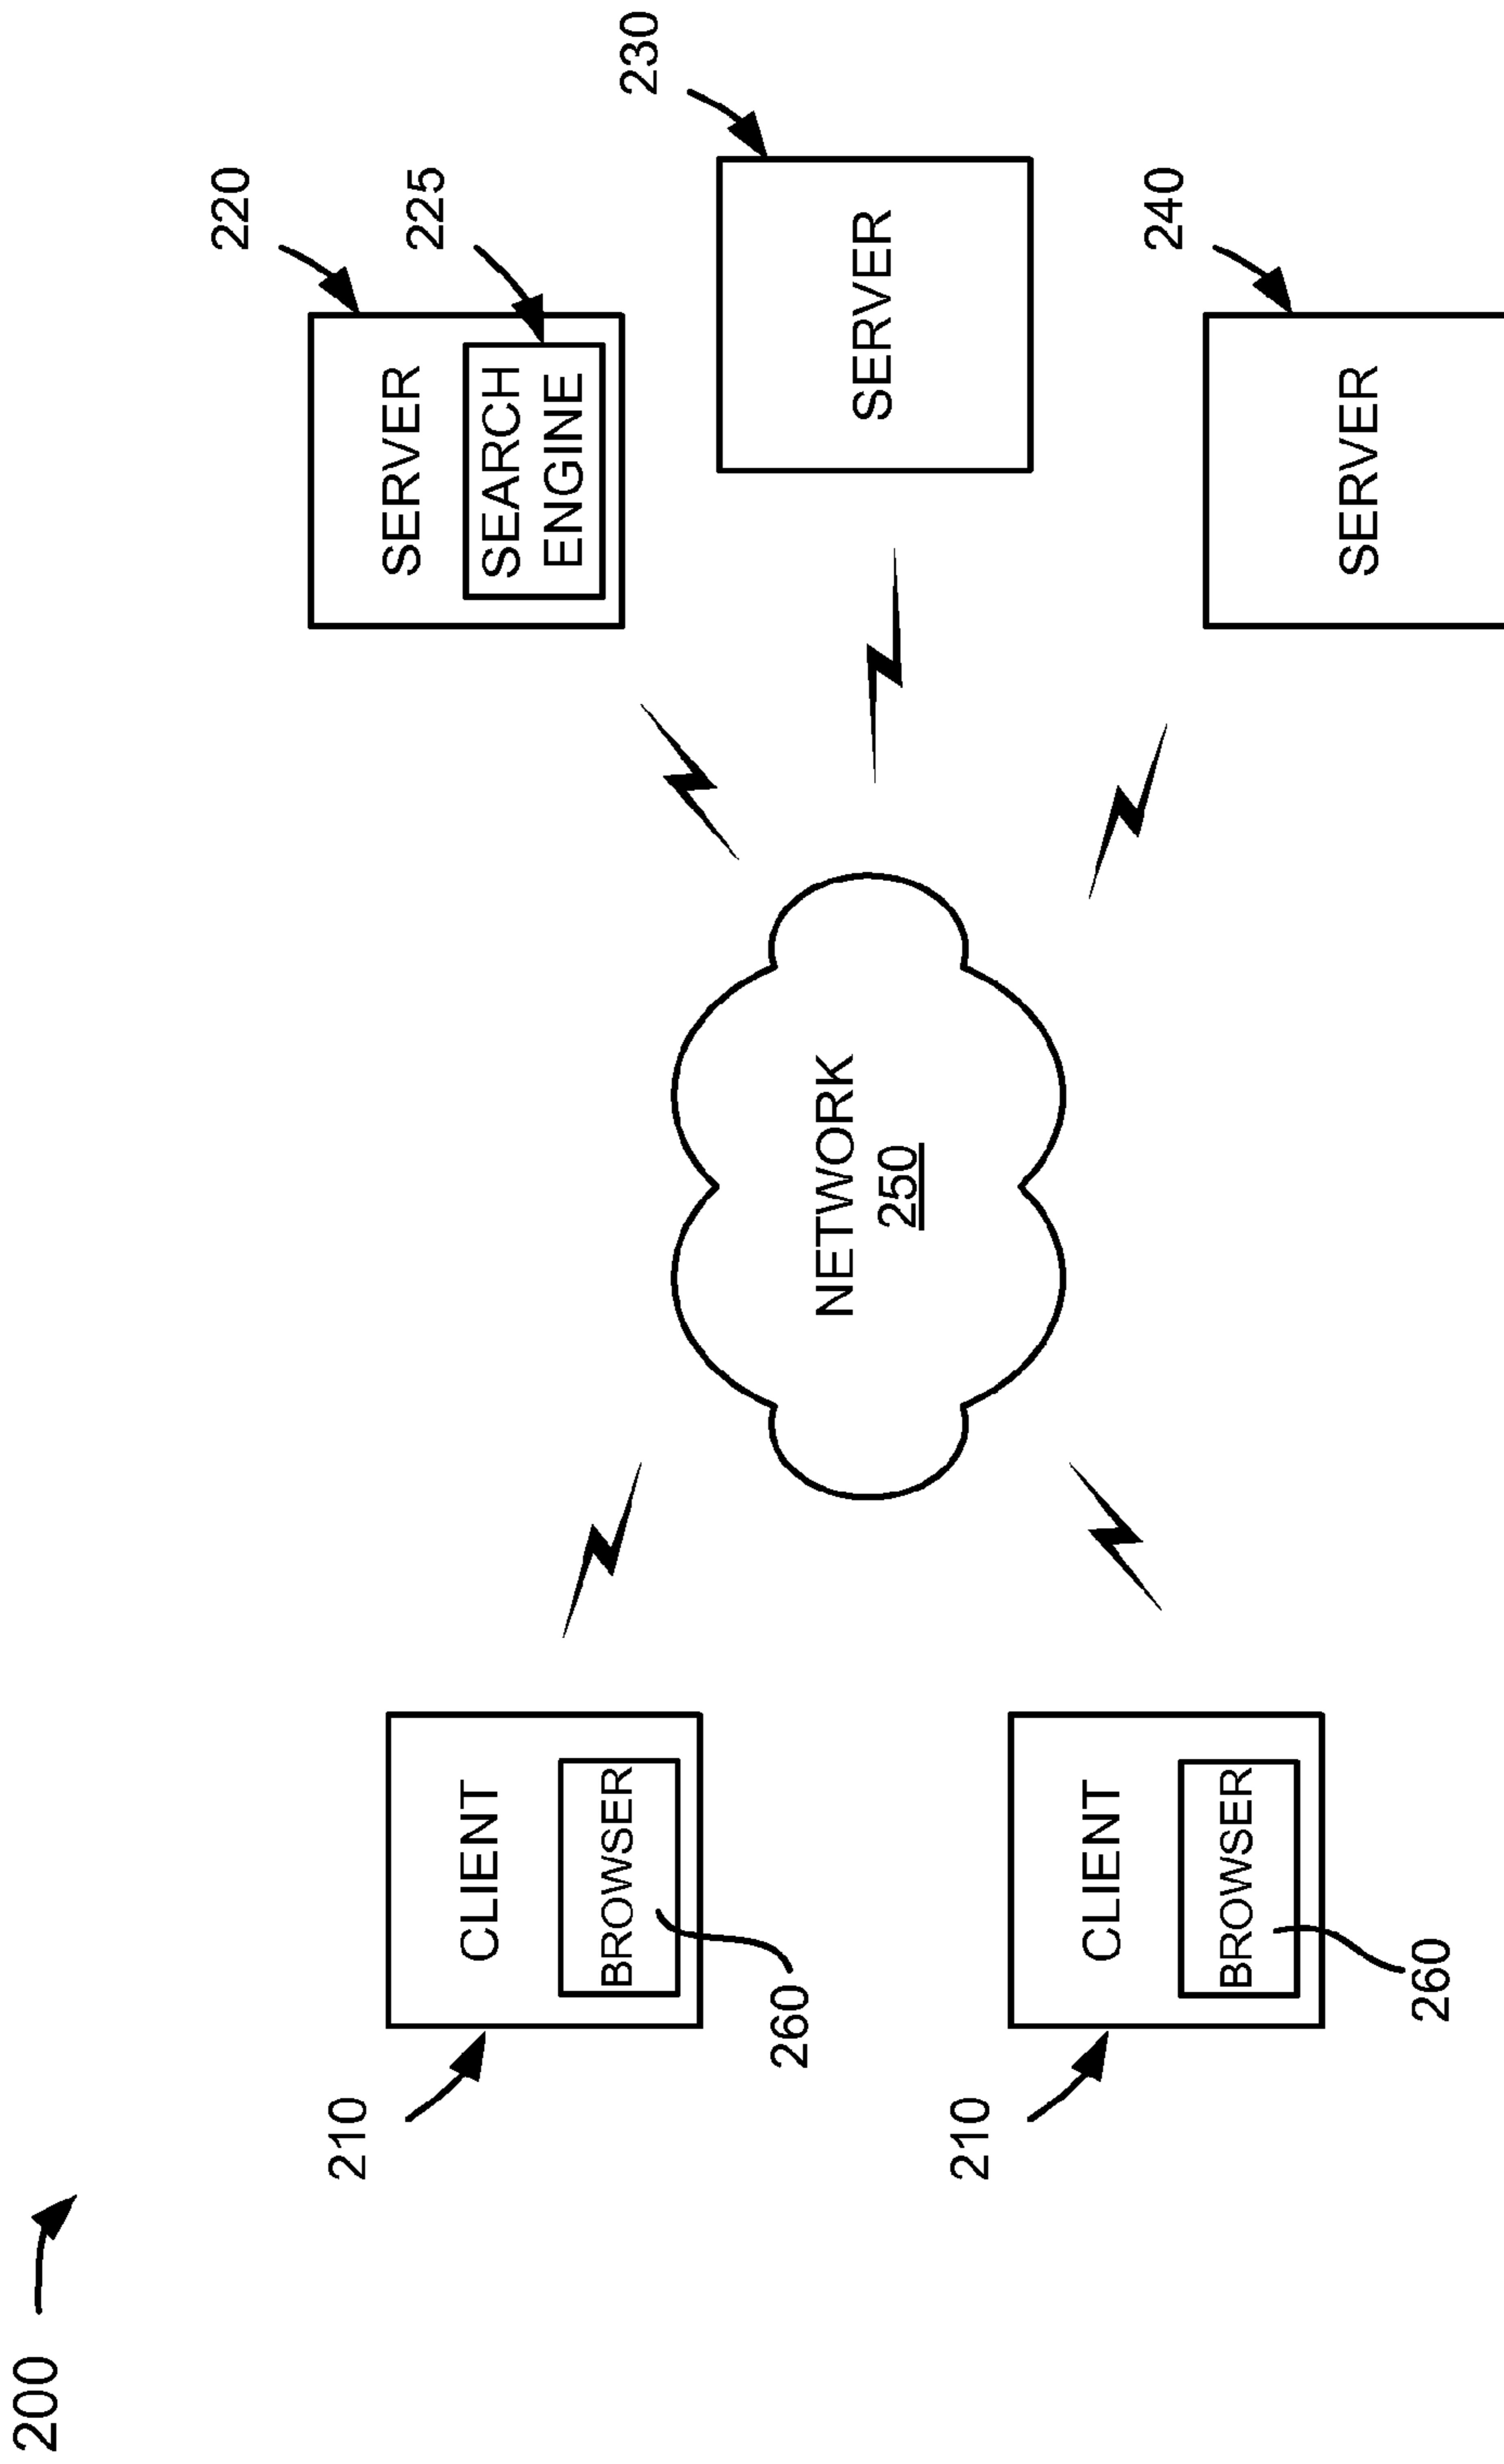 200
210
CLIENT
BROWSER
260
210
CLIENT
BROWSER
260
NETWORK
250
220
SERVER
225
SEARCH
ENGINE
230
SERVER
240
SERVER